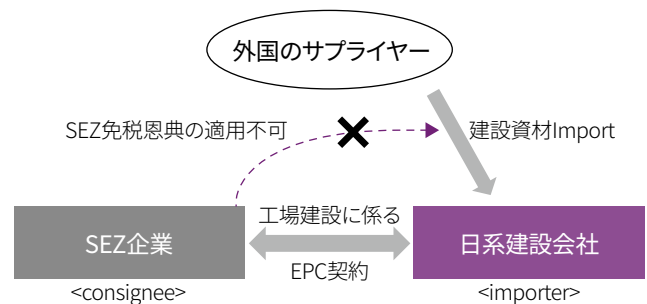 外国のサプライヤー
SEZ免税恩典の適用不可
建設資材Import
工場建設に係る
SEZ企業
日系建設会社
EPC契約
<consignee>
<importer>